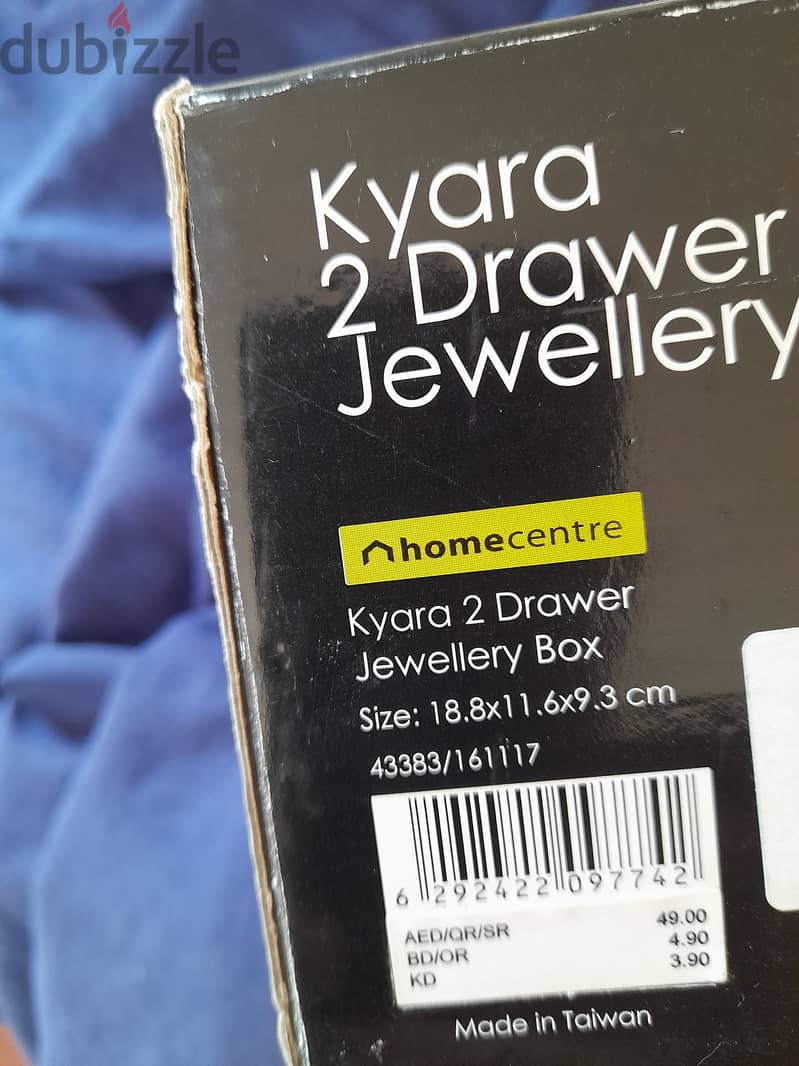 dubizzle
Kyara
2 Drawer
Jewellery
homecentre
Kyara 2 Drawer
Jewellery Box
Size: 18.8x11.6x9.3 cm
43383/161117
6 292422 097742
AED/QR/SR 49.00
BD/OR 4.90
KD 3.90
Made in Taiwan